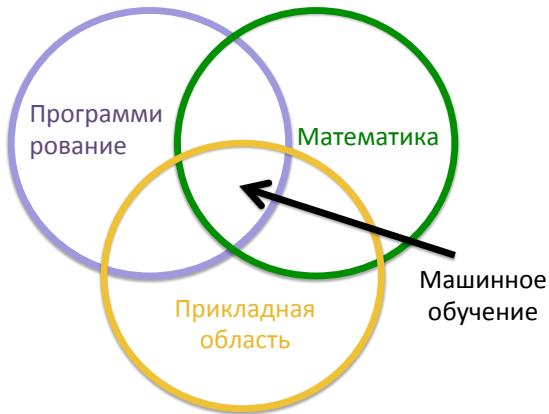 Программи
рование
Математика
Машинное
обучение
Прикладная
область